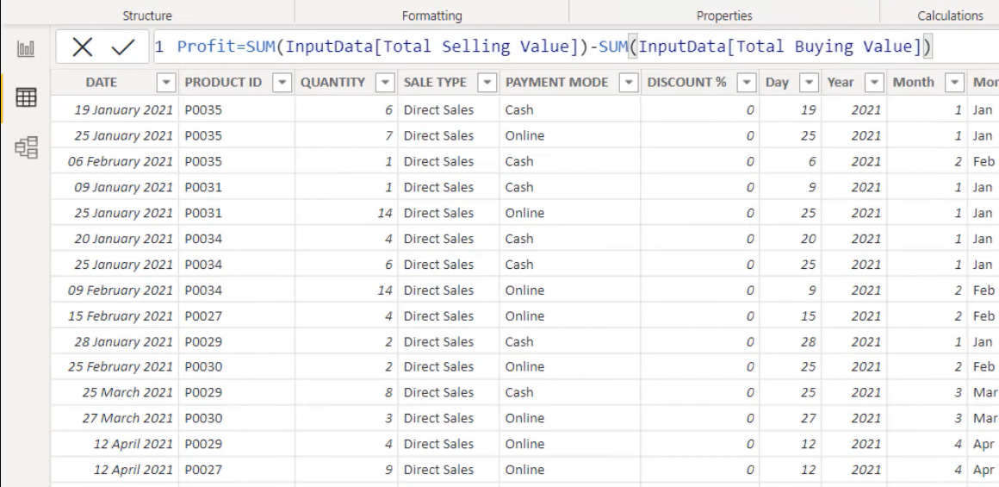 Structure Formatting Properties Calculations
1 Profit=SUM(InputData[Total Selling Value])-SUM(InputData[Total Buying Value])
DATE PRODUCT ID QUANTITY SALE TYPE PAYMENT MODE DISCOUNT % Day Year Month Mon
19 January 2021 P0035 6 Direct Sales Cash 0 19 2021 1 Jan
25 January 2021 P0035 7 Direct Sales Online 0 25 2021 1 Jan
06 February 2021 P0035 1 Direct Sales Cash 0 6 2021 2 Feb
09 January 2021 P0031 1 Direct Sales Cash 0 9 2021 1 Jan
25 January 2021 P0031 14 Direct Sales Online 0 25 2021 1 Jan
20 January 2021 P0034 4 Direct Sales Cash 0 20 2021 1 Jan
25 January 2021 P0034 6 Direct Sales Cash 0 25 2021 1 Jan
09 February 2021 P0034 14 Direct Sales Online 0 9 2021 2 Feb
15 February 2021 P0027 4 Direct Sales Online 0 15 2021 2 Feb
28 January 2021 P0029 2 Direct Sales Cash 0 28 2021 1 Jan
25 February 2021 P0030 2 Direct Sales Online 0 25 2021 2 Feb
25 March 2021 P0029 8 Direct Sales Cash 0 25 2021 3 Mar
27 March 2021 P0030 3 Direct Sales Online 0 27 2021 3 Mar
12 April 2021 P0029 4 Direct Sales Online 0 12 2021 4 Apr
12 April 2021 P0027 9 Direct Sales Online 0 12 2021 4 Apr